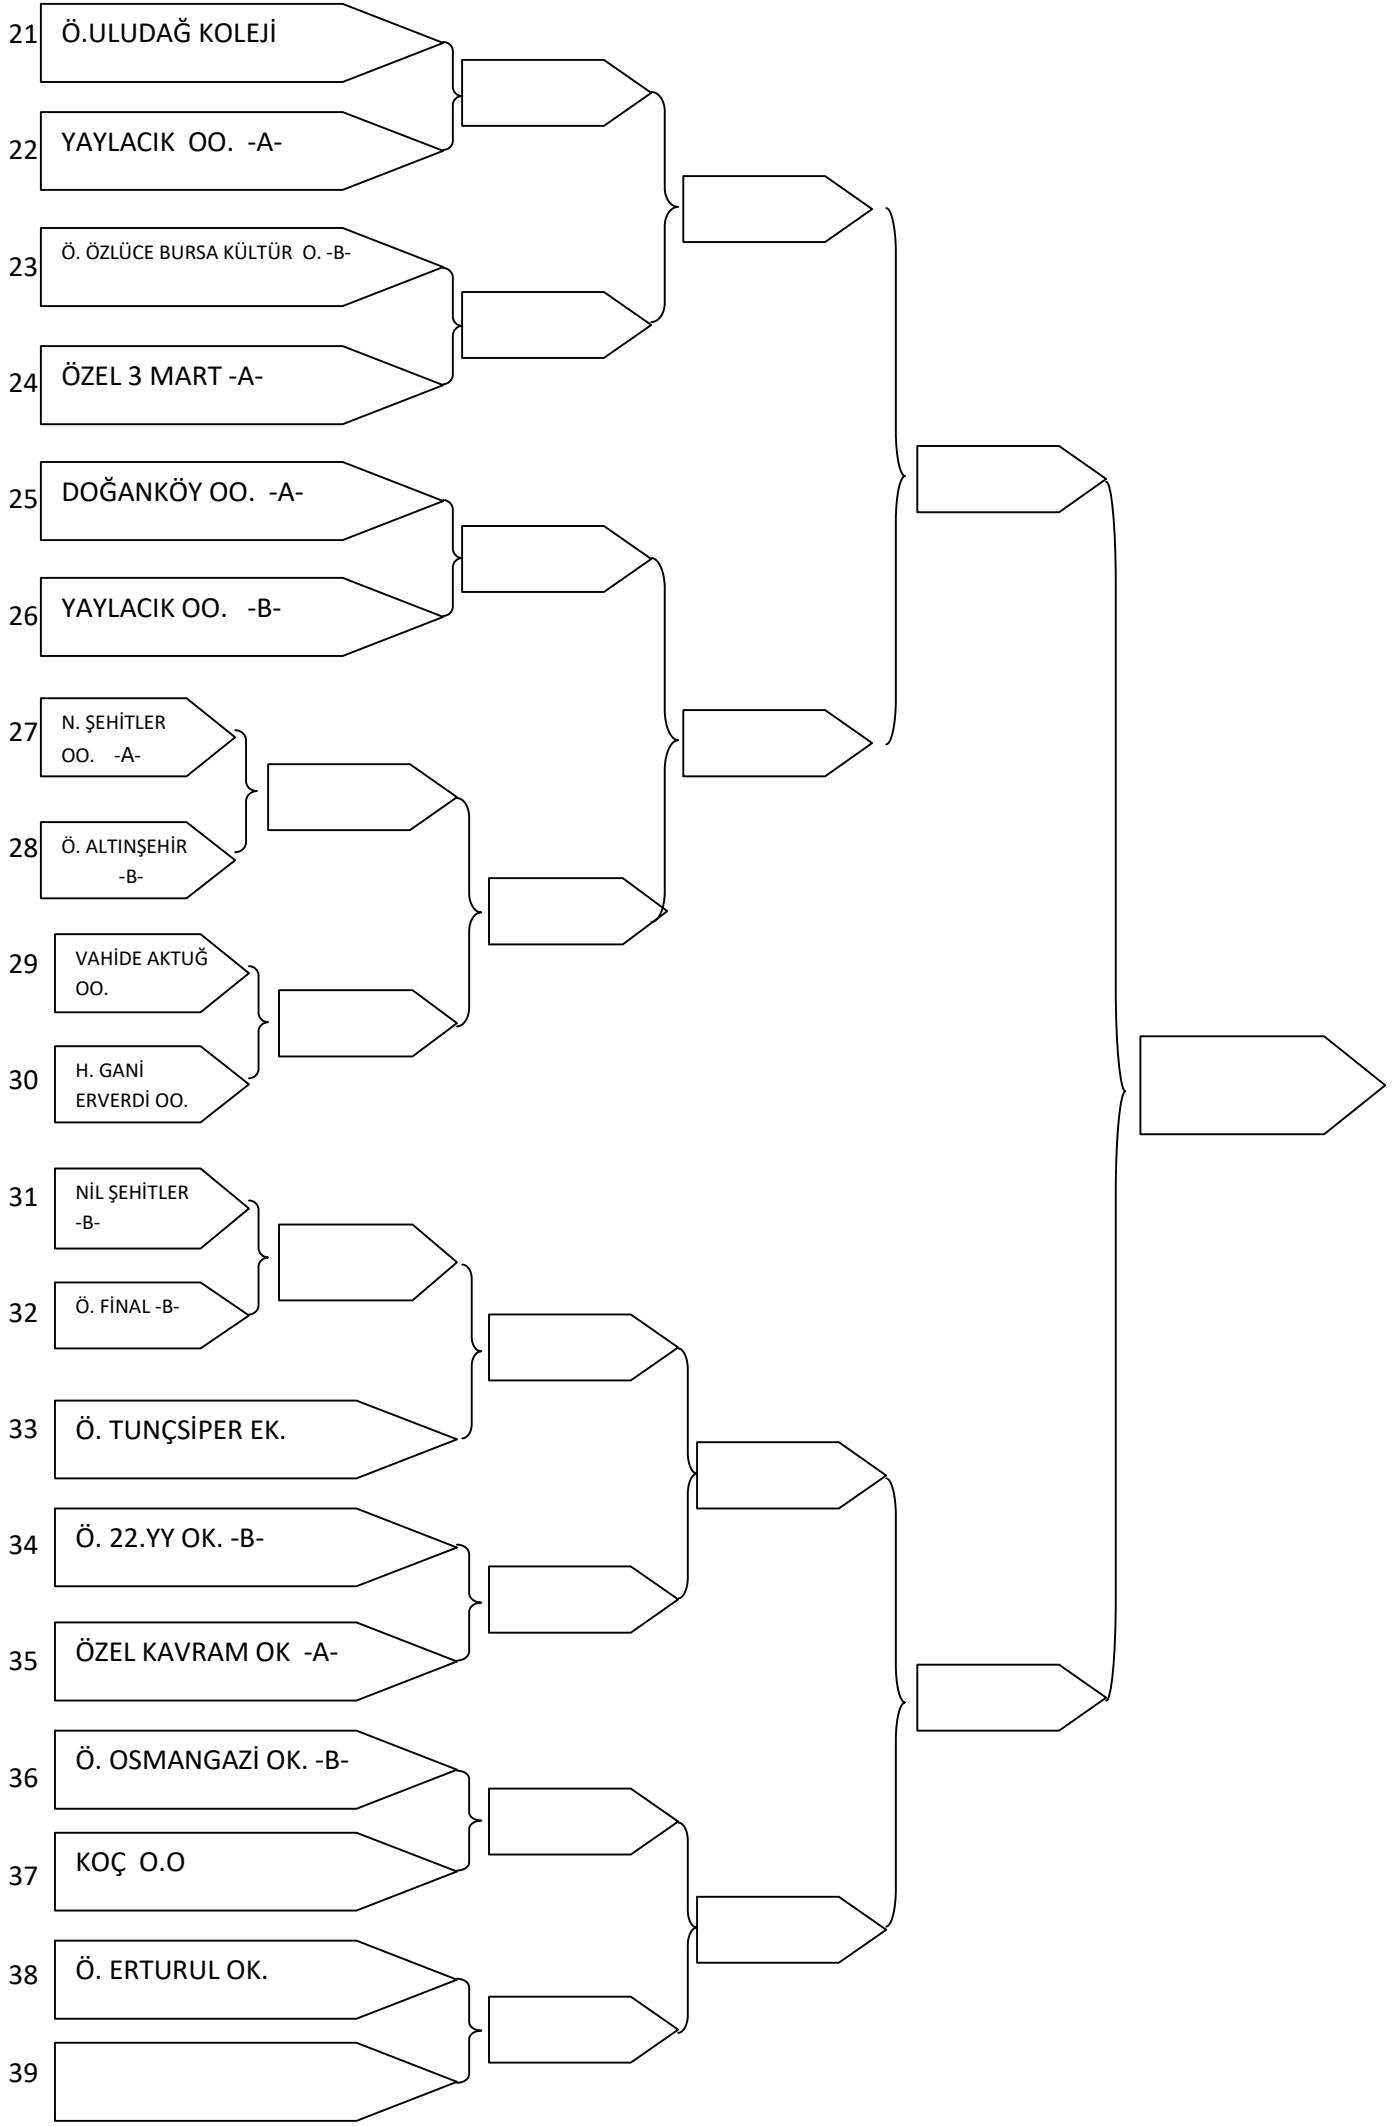 21 Ö.ULUDAĞ KOLEJİ
22 YAYLACIK  OO.  -A-
23 Ö. ÖZLÜCE BURSA KÜLTÜR  O. -B-
24 ÖZEL 3 MART -A-
25 DOĞANKÖY OO.  -A-
26 YAYLACIK OO.   -B-
27 N. ŞEHİTLER
OO.    -A-
28 Ö. ALTINŞEHİR
-B-
29 VAHİDE AKTUĞ
OO.
30 H. GANİ
ERVERDİ OO.
31 NİL ŞEHİTLER
-B-
32 Ö. FİNAL -B-
33 Ö. TUNÇSİPER EK.
34 Ö. 22.YY OK. -B-
35 ÖZEL KAVRAM OK  -A-
36 Ö. OSMANGAZİ OK. -B-
37 KOÇ  O.O
38 Ö. ERTURUL OK.
39